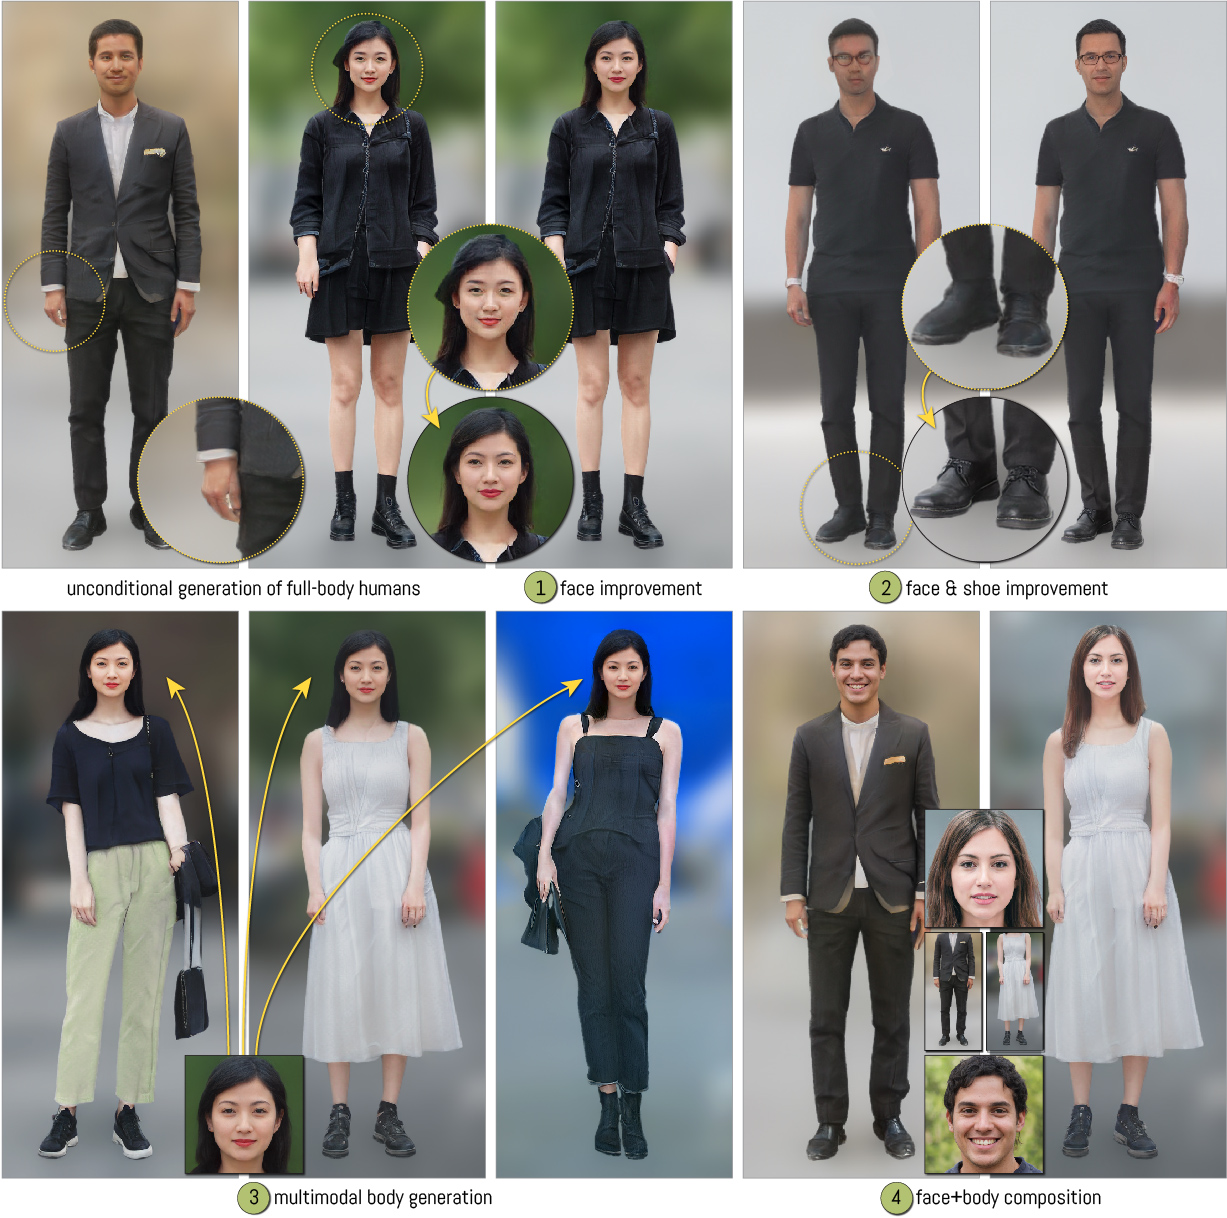 unconditional generation of full-body humans
1 face improvement
2 face & shoe improvement
3 multimodal body generation
4 face+body composition